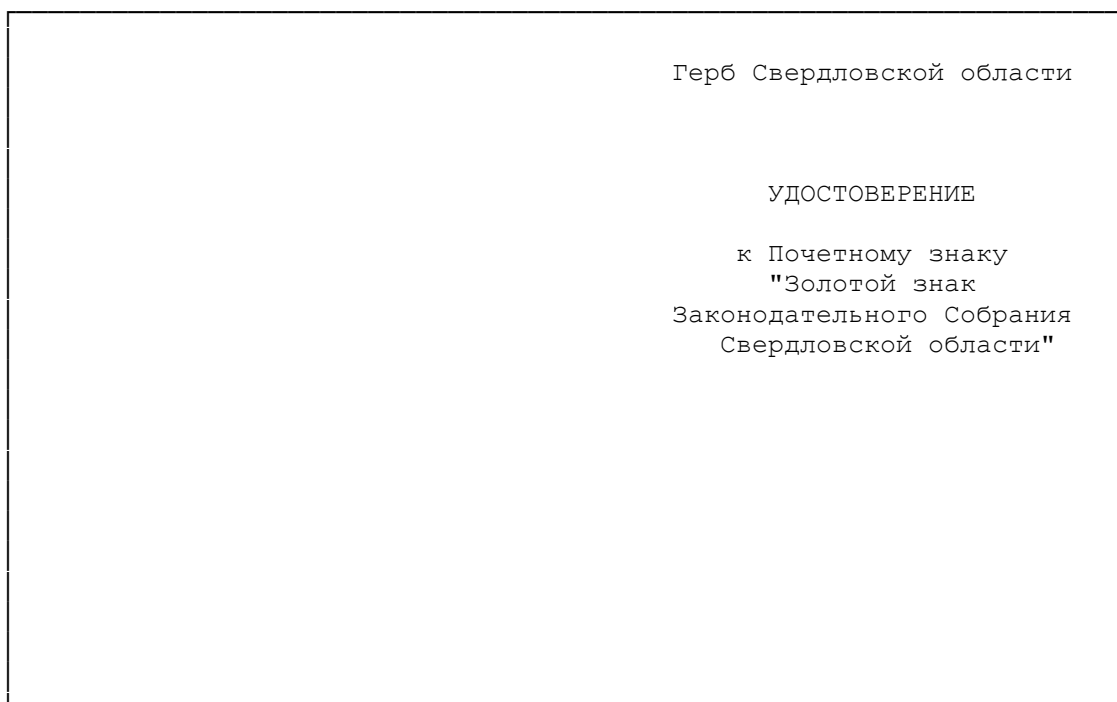 Герб Свердловской области
УДОСТОВЕРЕНИЕ
к Почетному знаку
"Золотой знак
Законодательного Собрания
Свердловской области"